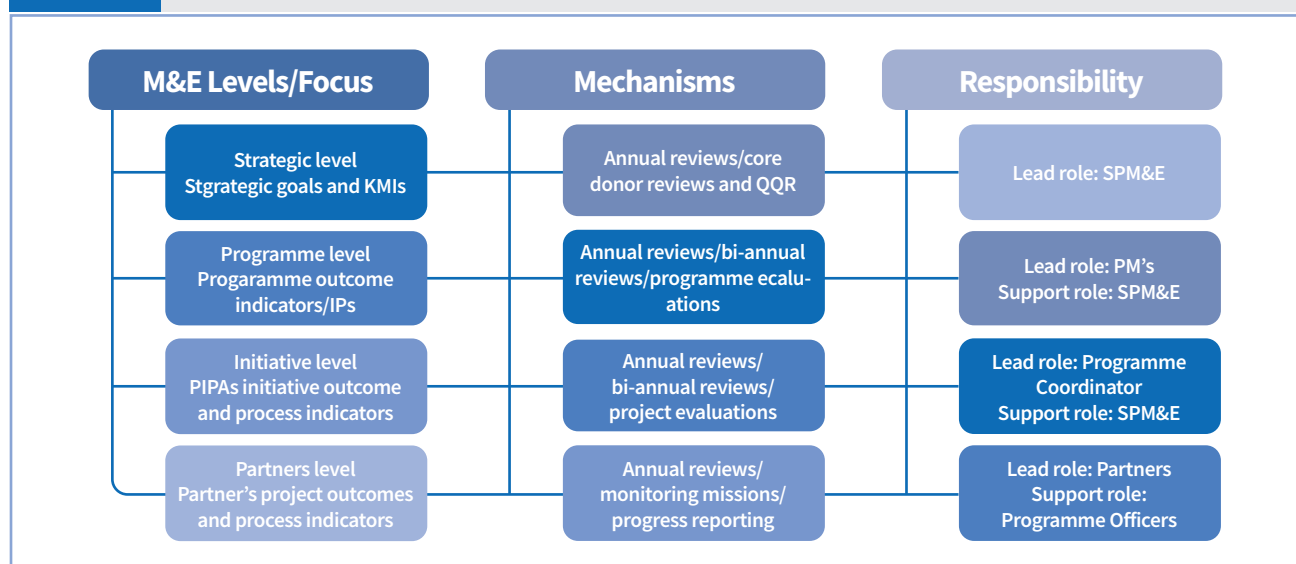 M&E Levels/Focus
Mechanisms
Responsibility
Strategic level
Stgrategic goals and KMIs
Annual reviews/core
donor reviews and QQR
Lead role: SPM&E
Programme level
Progaramme outcome
indicators/IPs
Annual reviews/bi-annual
reviews/programme ecalu-
ations
Lead role: PM’s
Support role: SPM&E
Initiative level
PIPAs initiative outcome
and process indicators
Annual reviews/
bi-annual reviews/
project evaluations
Lead role: Programme
Coordinator
Support role: SPM&E
Partners level
Partner’s project outcomes
and process indicators
Annual reviews/
monitoring missions/
progress reporting
Lead role: Partners
Support role:
Programme Officers